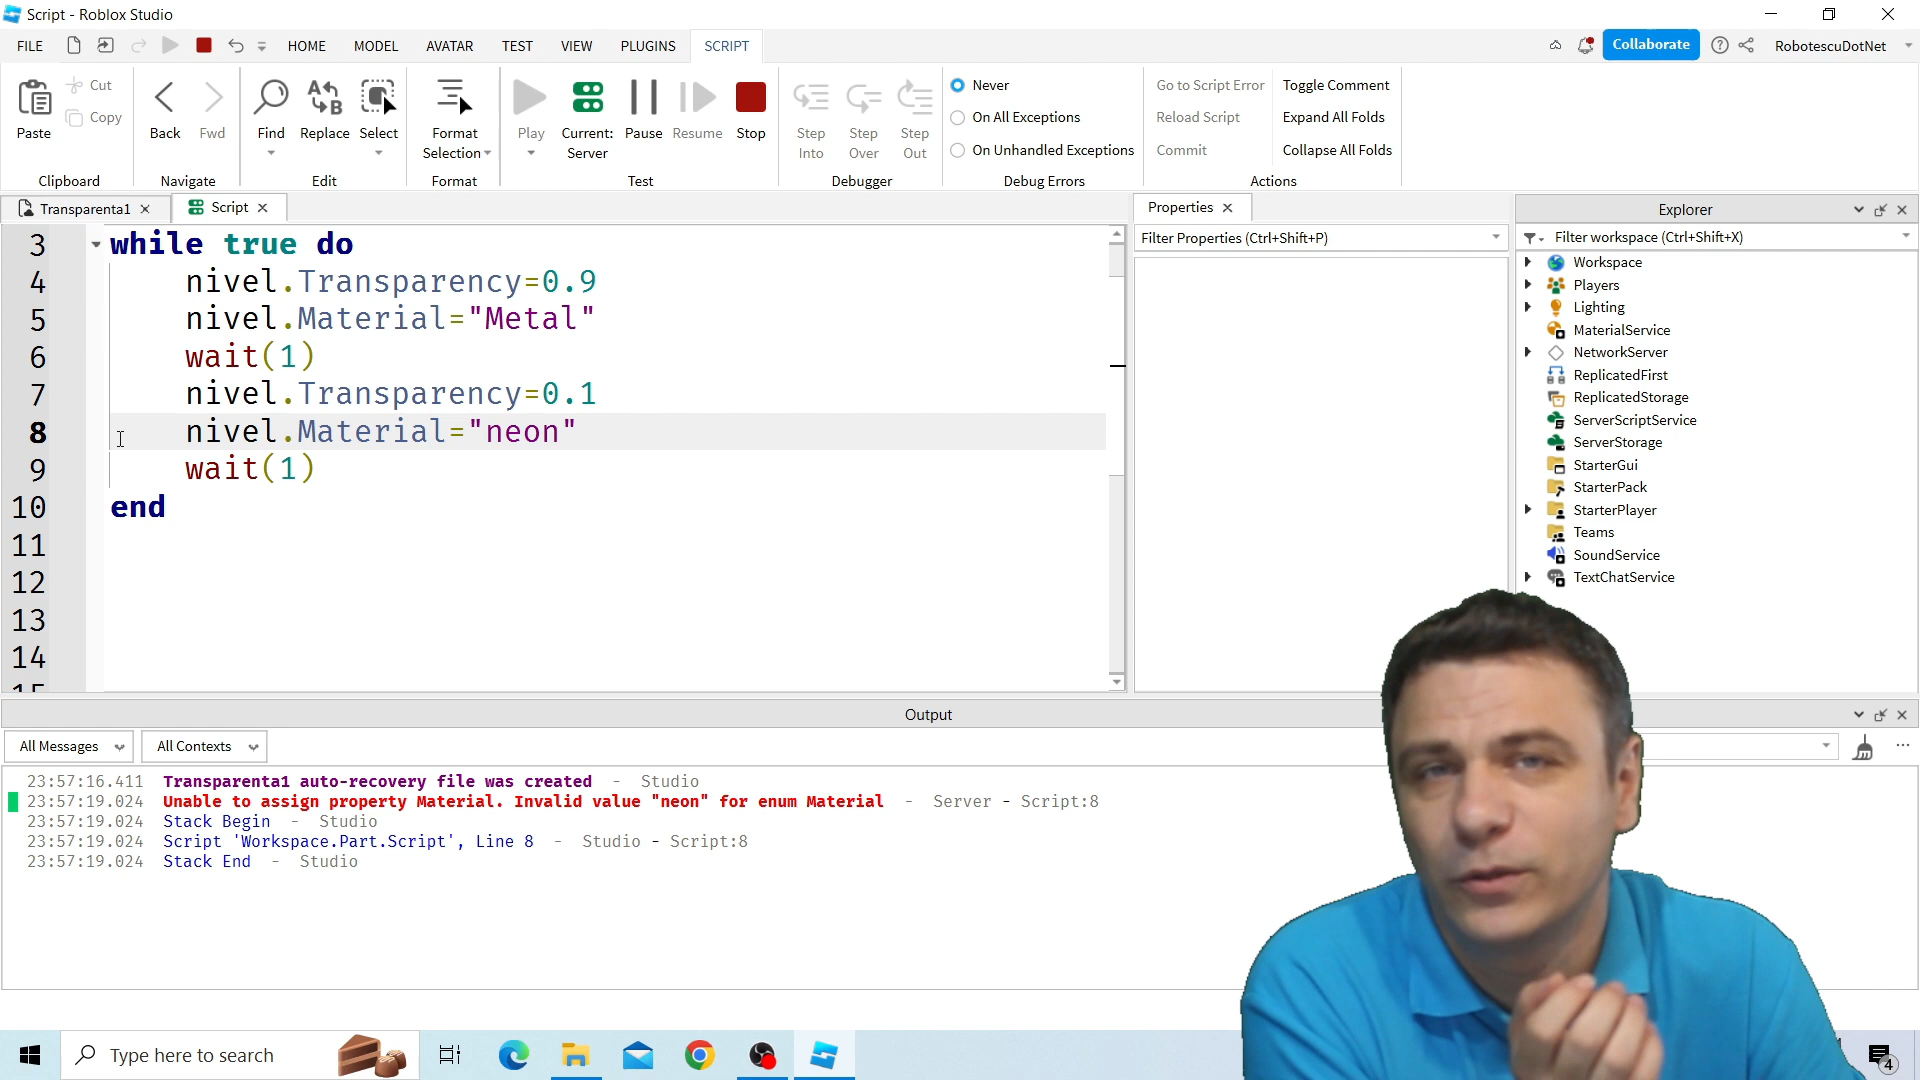 Script - Roblox Studio
FILE HOME MODEL AVATAR TEST VIEW PLUGINS SCRIPT Collaborate RobotescuDotNet
Paste Cut Copy Clipboard
Back Fwd Navigate
Find Replace Select Edit
Format Selection Format
Play Current: Server Pause Resume Stop Test
Step Into Step Over Step Out Debugger
Never
On All Exceptions
On Unhandled Exceptions
Debug Errors
Go to Script Error Toggle Comment
Reload Script Expand All Folds
Commit Collapse All Folds
Actions
Transparenta1 Script
3 while true do
4 nivel.Transparency=0.9
5 nivel.Material="Metal"
6 wait(1)
7 nivel.Transparency=0.1
8 nivel.Material="neon"
9 wait(1)
10 end
11
12
13
14
15
Properties
Filter Properties (Ctrl+Shift+P)
Explorer
Filter workspace (Ctrl+Shift+X)
Workspace
Players
Lighting
MaterialService
NetworkServer
ReplicatedFirst
ReplicatedStorage
ServerScriptService
ServerStorage
StarterGui
StarterPack
StarterPlayer
Teams
SoundService
TextChatService
Output
All Messages All Contexts
23:57:16.411 Transparenta1 auto-recovery file was created - Studio
23:57:19.024 Unable to assign property Material. Invalid value "neon" for enum Material - Server - Script:8
23:57:19.024 Stack Begin - Studio
23:57:19.024 Script 'Workspace.Part.Script', Line 8 - Studio - Script:8
23:57:19.024 Stack End - Studio
Type here to search
4